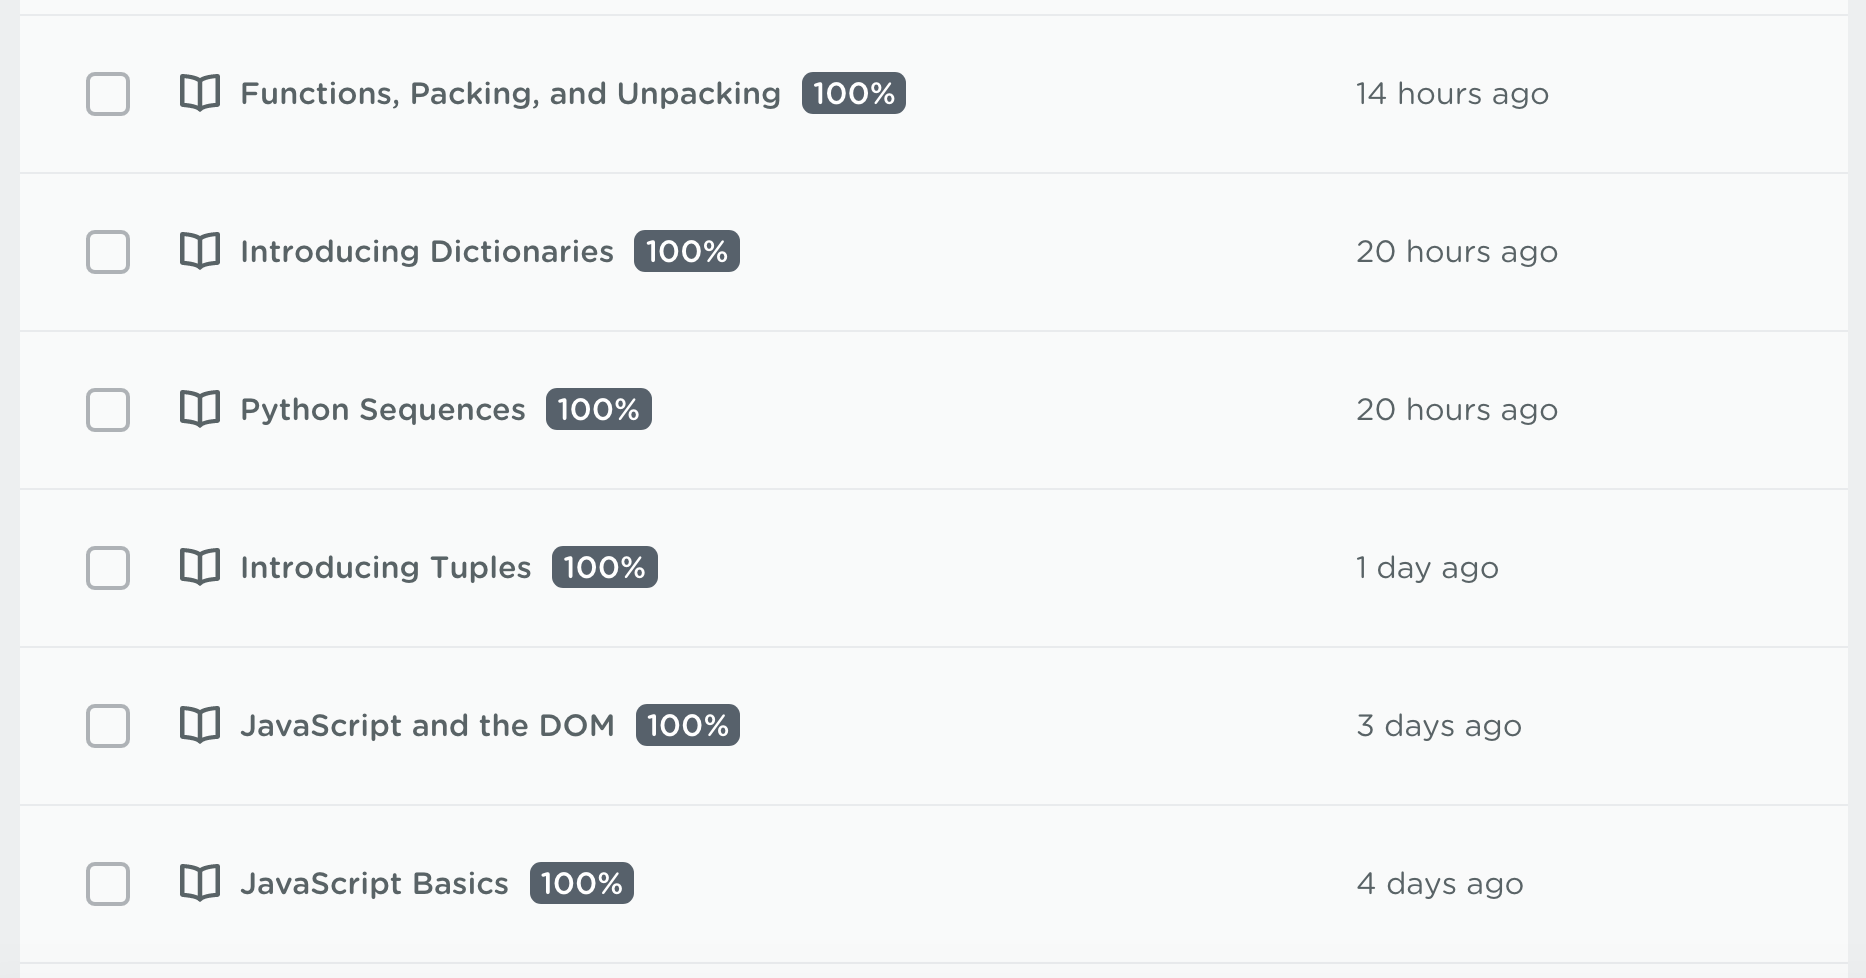 Functions, Packing, and Unpacking 100% 14 hours ago
Introducing Dictionaries 100% 20 hours ago
Python Sequences 100% 20 hours ago
Introducing Tuples 100% 1 day ago
JavaScript and the DOM 100% 3 days ago
JavaScript Basics 100% 4 days ago